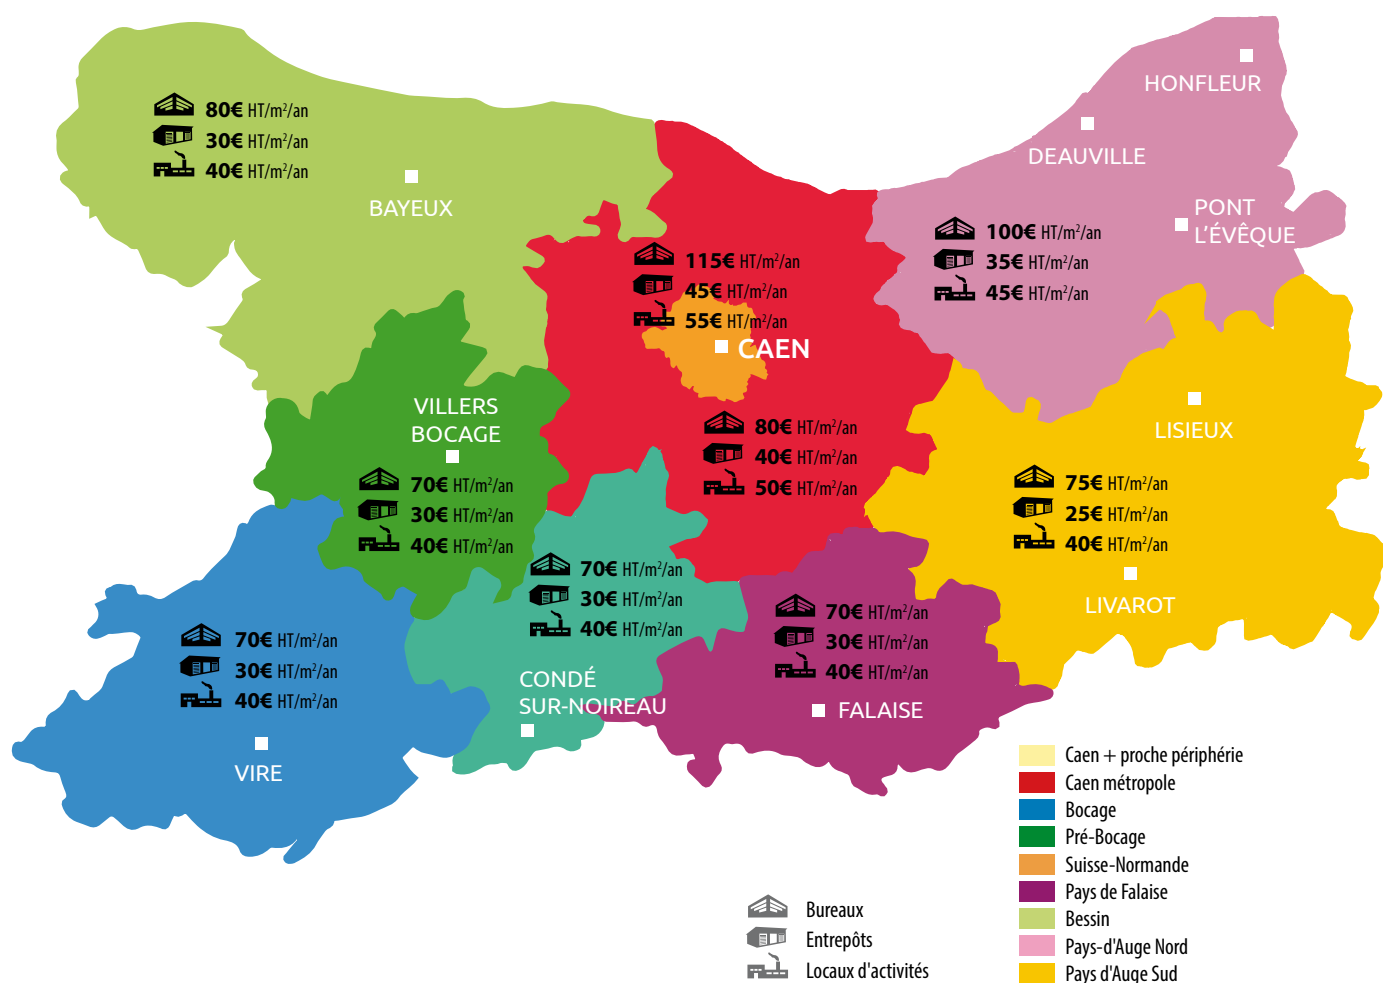 80€ HT/m²/an
30€ HT/m²/an
40€ HT/m²/an
BAYEUX
HONFLEUR
DEAUVILLE
PONT
L'ÉVÊQUE
100€ HT/m²/an
35€ HT/m²/an
45€ HT/m²/an
115€ HT/m²/an
45€ HT/m²/an
55€ HT/m²/an
CAEN
80€ HT/m²/an
40€ HT/m²/an
50€ HT/m²/an
VILLERS
BOCAGE
70€ HT/m²/an
30€ HT/m²/an
40€ HT/m²/an
LISIEUX
75€ HT/m²/an
25€ HT/m²/an
40€ HT/m²/an
LIVAROT
70€ HT/m²/an
30€ HT/m²/an
40€ HT/m²/an
CONDÉ
SUR-NOIREAU
70€ HT/m²/an
30€ HT/m²/an
40€ HT/m²/an
FALAISE
70€ HT/m²/an
30€ HT/m²/an
40€ HT/m²/an
VIRE
Bureaux
Entrepôts
Locaux d'activités
Caen + proche périphérie
Caen métropole
Bocage
Pré-Bocage
Suisse-Normande
Pays de Falaise
Bessin
Pays-d'Auge Nord
Pays d'Auge Sud